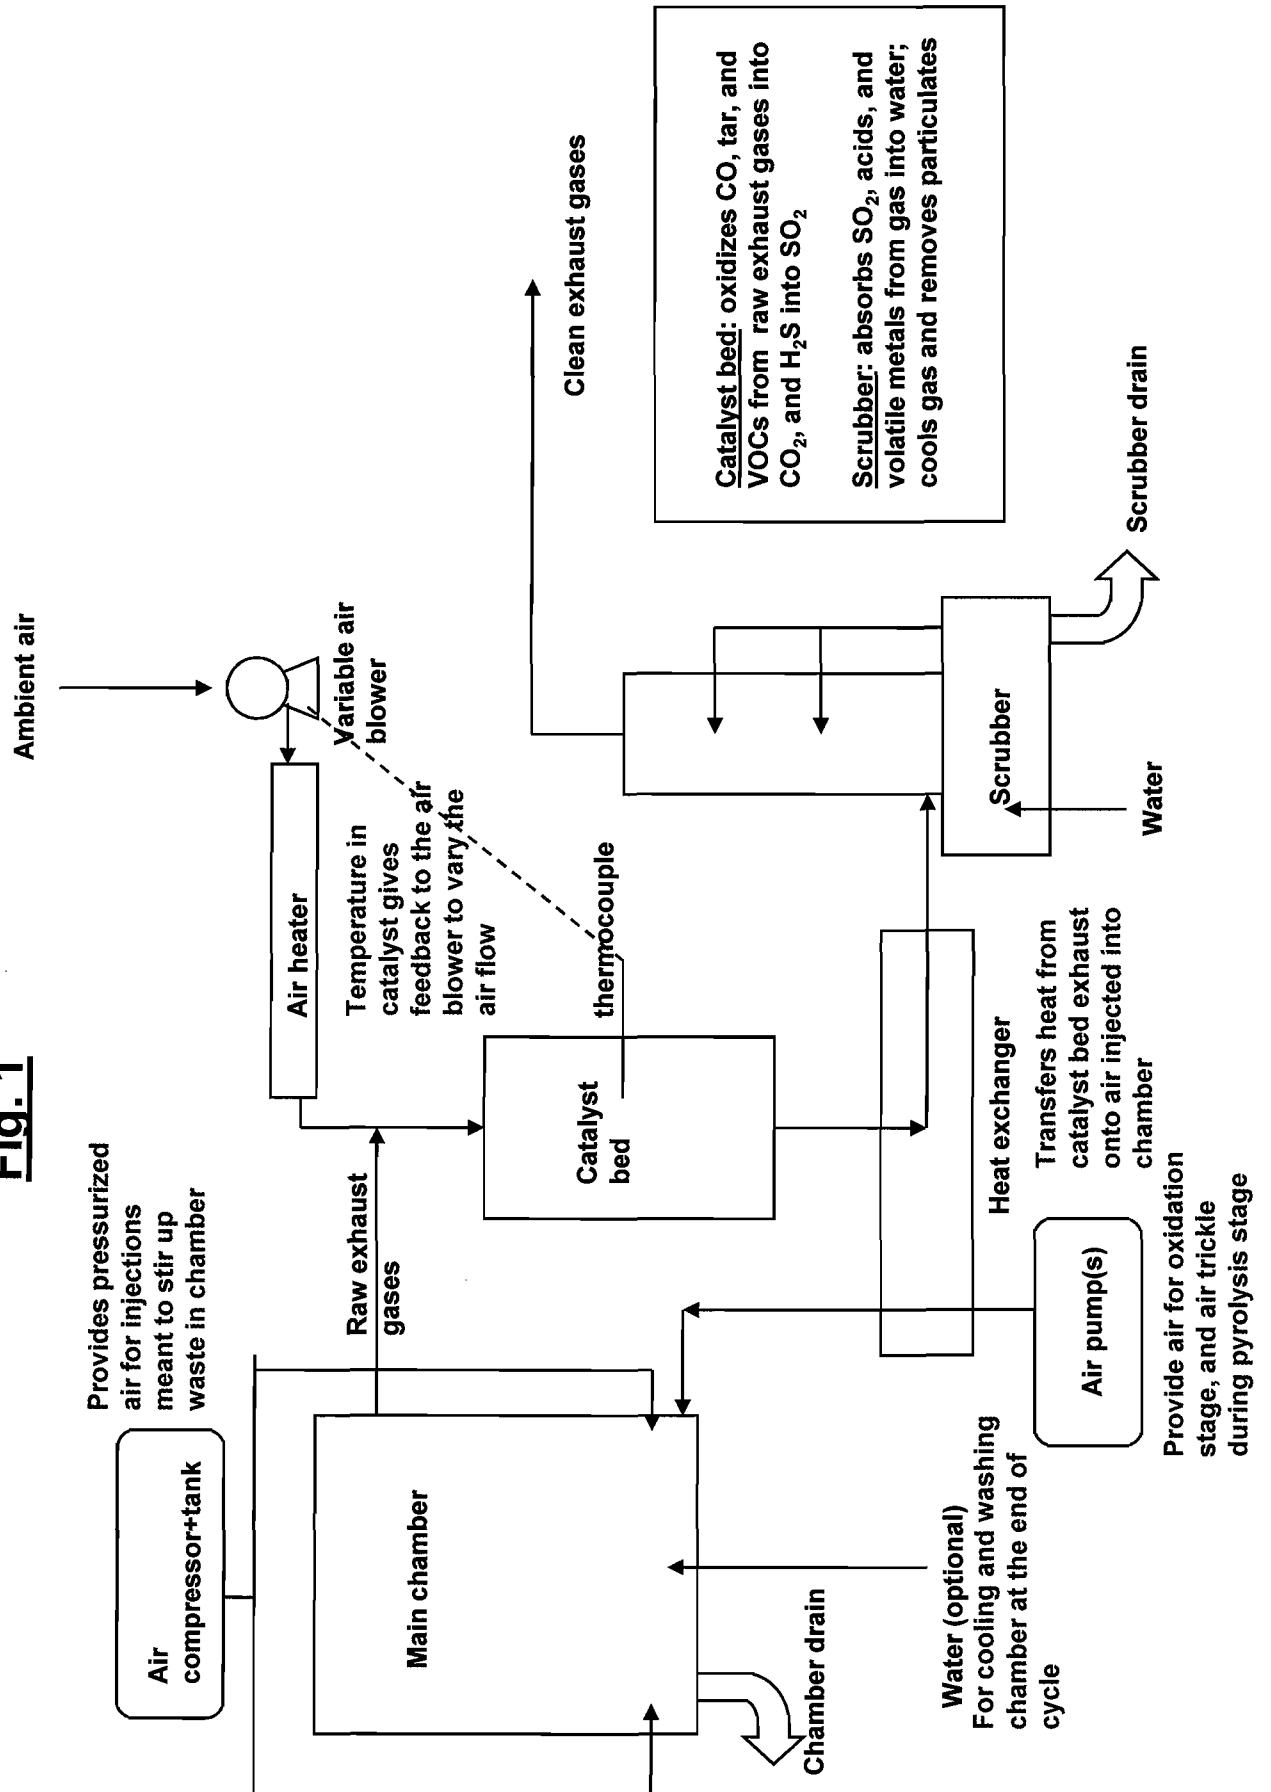 Fig. 1
Air
compressor+tank
Provides pressurized
air for injections
meant to stir up
waste in chamber
Ambient air
Variable air
blower
Air heater
Temperature in
catalyst gives
feedback to the air
blower to vary the
air flow
Raw exhaust
gases
Main chamber
Catalyst
bed
thermocouple
Clean exhaust gases
Catalyst bed: oxidizes CO, tar, and
VOCs from raw exhaust gases into
CO2, and H2S into SO2
Scrubber: absorbs SO2, acids, and
volatile metals from gas into water;
cools gas and removes particulates
Chamber drain
Water (optional)
For cooling and washing
chamber at the end of
cycle
Heat exchanger
Transfers heat from
catalyst bed exhaust
onto air injected into
chamber
Air pump(s)
Provide air for oxidation
stage, and air trickle
during pyrolysis stage
Scrubber
Water
Scrubber drain